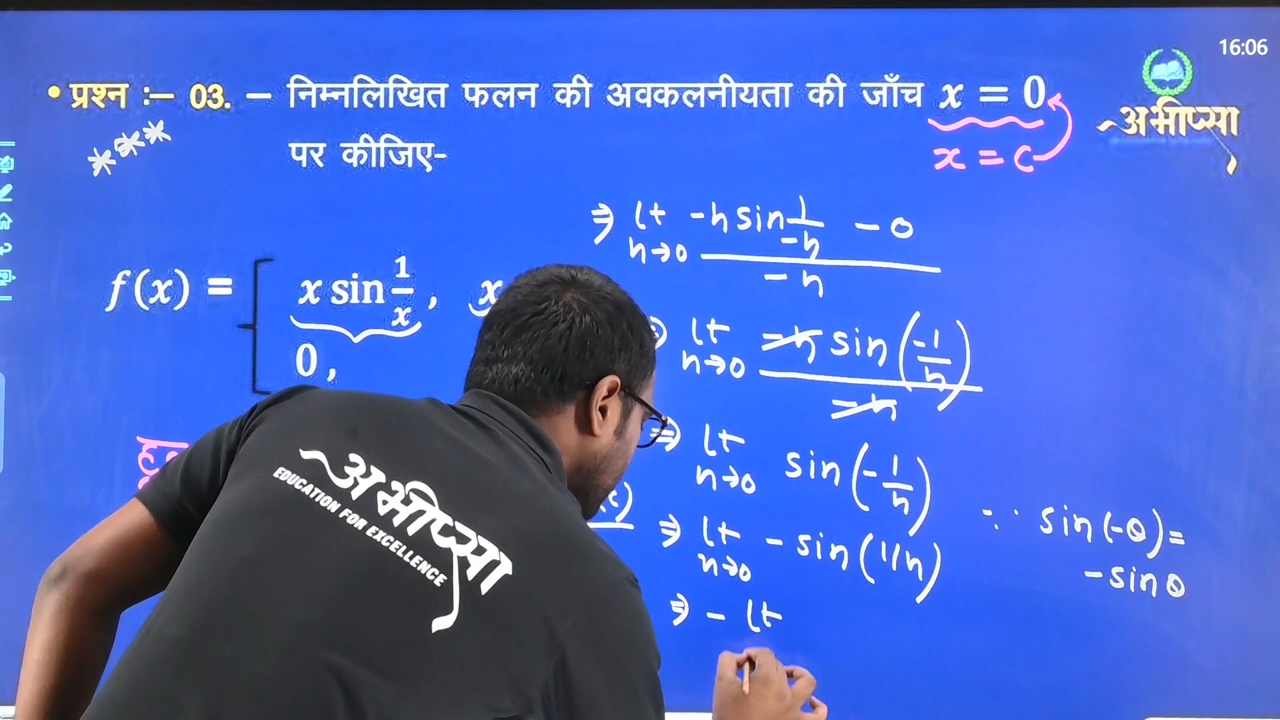 16:06
• प्रश्न :– 03. – निम्नलिखित फलन की अवकलनीयता की जाँच x = 0
पर कीजिए-
x = c
अभीप्सा
f(x) = x sin 1/x, x
0,
⇒ lt h→0 (-h sin 1/-h - 0)/-h
lt h→0 -h sin(-1/h)/-h
⇒ lt h→0 sin(-1/h)
⇒ lt h→0 - sin(1/h)
∵ sin(-θ) =
-sinθ
⇒ - lt
अभीप्सा
EDUCATION FOR EXCELLENCE